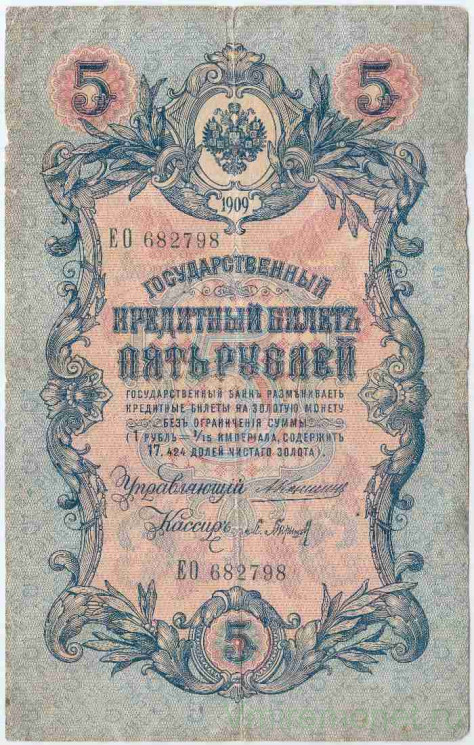 5 5
1909
ЕО 682798
ГОСУДАРСТВЕННЫЙ
КРЕДИТНЫЙ БИЛЕТЪ
ПЯТЬ РУБЛЕЙ
ГОСУДАРСТВЕННЫЙ БАНКЪ РАЗМѢНИВАЕТЪ
КРЕДИТНЫЕ БИЛЕТЫ НА ЗОЛОТУЮ МОНЕТУ
БЕЗЪ ОГРАНИЧЕНІЯ СУММЫ
(1 РУБЛЬ = 1/15 ИМПЕРІАЛА, СОДЕРЖИТЪ
17,424 ДОЛЕЙ ЧИСТАГО ЗОЛОТА).
Управляющій
Кассиръ
ЕО 682798
5